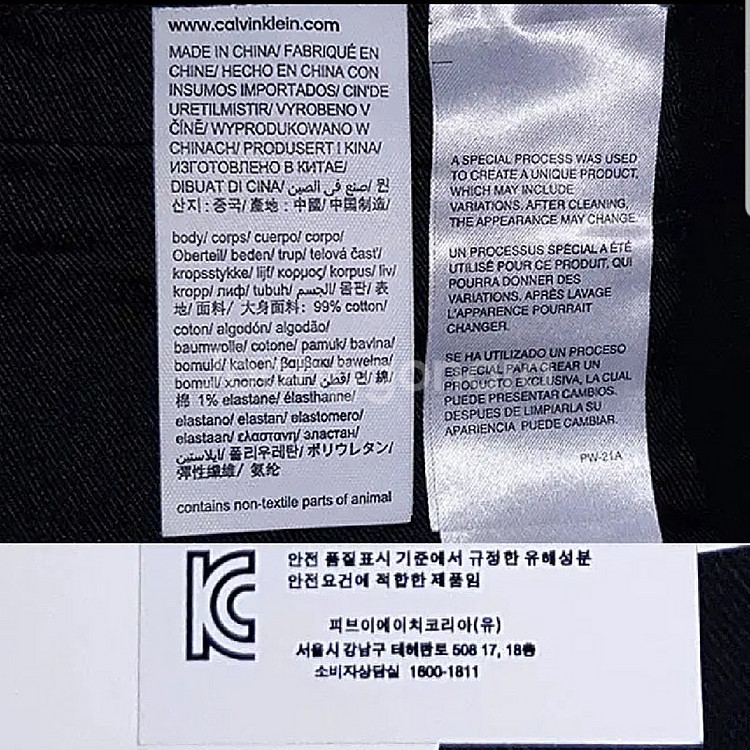 www.calvinklein.com
MADE IN CHINA/ FABRIQUÉ EN
CHINE/ HECHO EN CHINA CON
INSUMOS IMPORTADOS/ CIN'DE
URETILMISTIR/ VYROBENO V
ČÍNĚ/ WYPRODUKOWANO W
CHINACH/ PRODUSERT I KINA/
ИЗГОТОВЛЕНО В КИТАЕ/
DIBUAT DI CINA/ صنع في الصين/ 원
산지 : 중국/ 產地 : 中國/ 中国制造/
body/ corps/ cuerpo/ corpo/
Oberteil/ beden/ trup/ telová časť/
kropsstykke/ lijf/ κορμος/ korpus/ liv/
kropp/ лиф/ tubuh/ الجسم/ 몸판/ 表
地/ 面料/ 大身面料: 99% cotton/
coton/ algodón/ algodão/
baumwolle/ cotone/ pamuk/ bavlna/
bomuld/ katoen/ βαμβακι/ bawełna/
bomull/ хлопок/ katun/ قطن/ 면/ 綿/
棉 1% elastane/ élasthanne/
elastano/ elastan/ elastomero/
elastaan/ ελαστανη/ эластан/
ايلاستين/ 폴리우레탄/ ポリウレタン/
彈性纖維/ 氨纶
contains non-textile parts of animal
A SPECIAL PROCESS WAS USED
TO CREATE A UNIQUE PRODUCT,
WHICH MAY INCLUDE
VARIATIONS. AFTER CLEANING,
THE APPEARANCE MAY CHANGE.
UN PROCESSUS SPÉCIAL A ÉTÉ
UTILISÉ POUR CE PRODUIT, QUI
POURRA DONNER DES
VARIATIONS. APRÈS LAVAGE
L'APPARENCE POURRAIT
CHANGER.
SE HA UTILIZADO UN PROCESO
ESPECIAL PARA CREAR UN
PRODUCTO EXCLUSIVA, LA CUAL
PUEDE PRESENTAR CAMBIOS.
DESPUES DE LIMPIARLA SU
APARIENCIA PUEDE CAMBIAR.
PW-21A
안전 품질표시 기준에서 규정한 유해성분
안전요건에 적합한 제품임
피브이에이치코리아(유)
서울시 강남구 테헤란로 508 17, 18층
소비자상담실 1600-1811